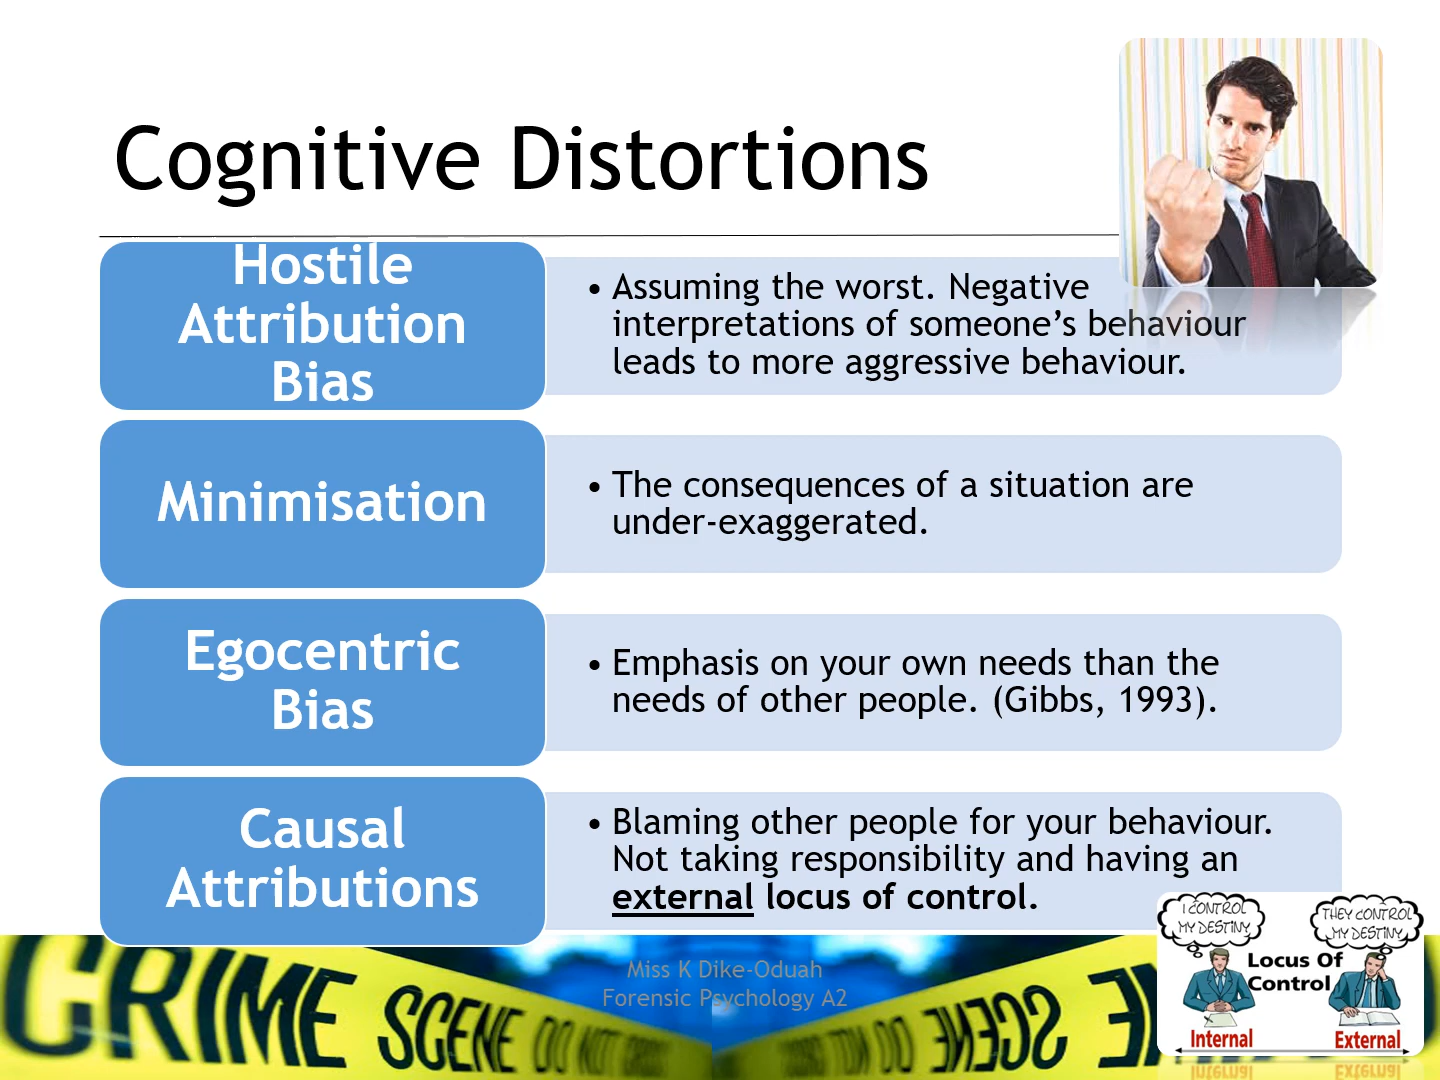 Cognitive Distortions
Hostile
Attribution
Bias
• Assuming the worst. Negative
interpretations of someone’s behaviour
leads to more aggressive behaviour.
Minimisation
• The consequences of a situation are
under-exaggerated.
Egocentric
Bias
• Emphasis on your own needs than the
needs of other people. (Gibbs, 1993).
Causal
Attributions
• Blaming other people for your behaviour.
Not taking responsibility and having an
external locus of control.
I CONTROL
MY DESTINY
THEY CONTROL
MY DESTINY
Locus Of
Control
Internal
External
Miss K Dike-Oduah
Forensic Psychology A2
CRIME SCENE DO NOT